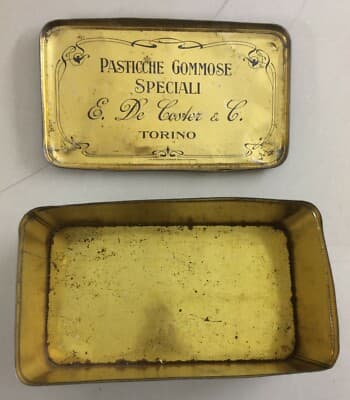 PASTICCHE GOMMOSE
SPECIALI
E. De Coster & C.
TORINO